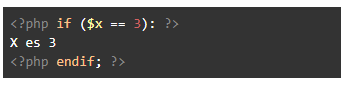 <?php if ($x == 3): ?>
X es 3
<?php endif; ?>